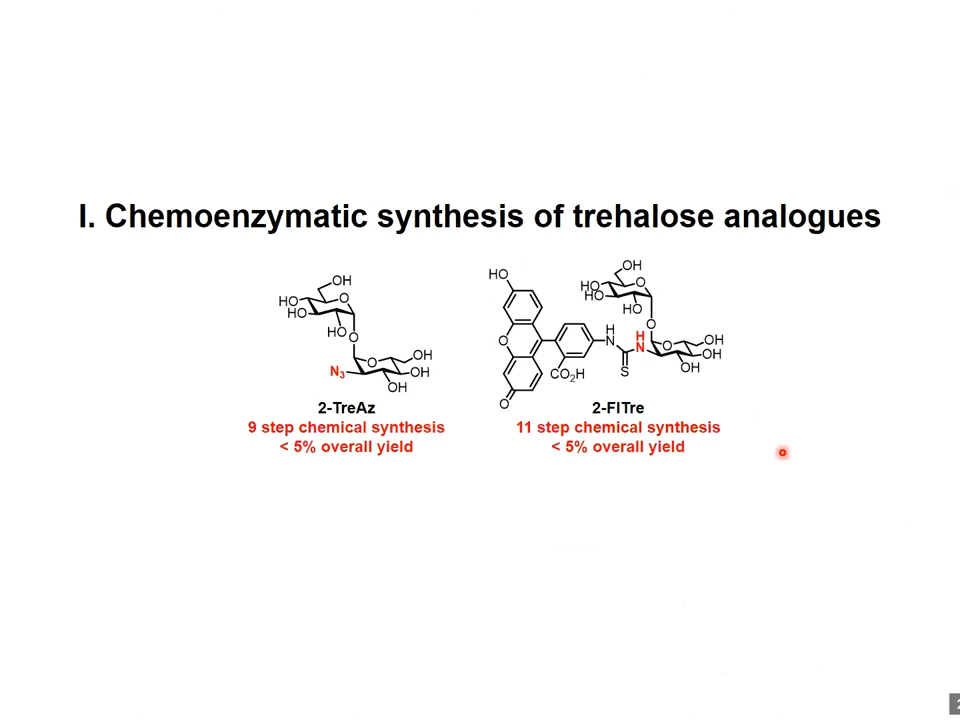 I. Chemoenzymatic synthesis of trehalose analogues
OH
O
HO
HO
HO
O
N3
O
OH
OH
OH
2-TreAz
9 step chemical synthesis
< 5% overall yield
HO
O
O
CO2H
H
N
S
H
N
OH
O
HO
HO
HO
O
O
OH
OH
OH
2-FITre
11 step chemical synthesis
< 5% overall yield
2